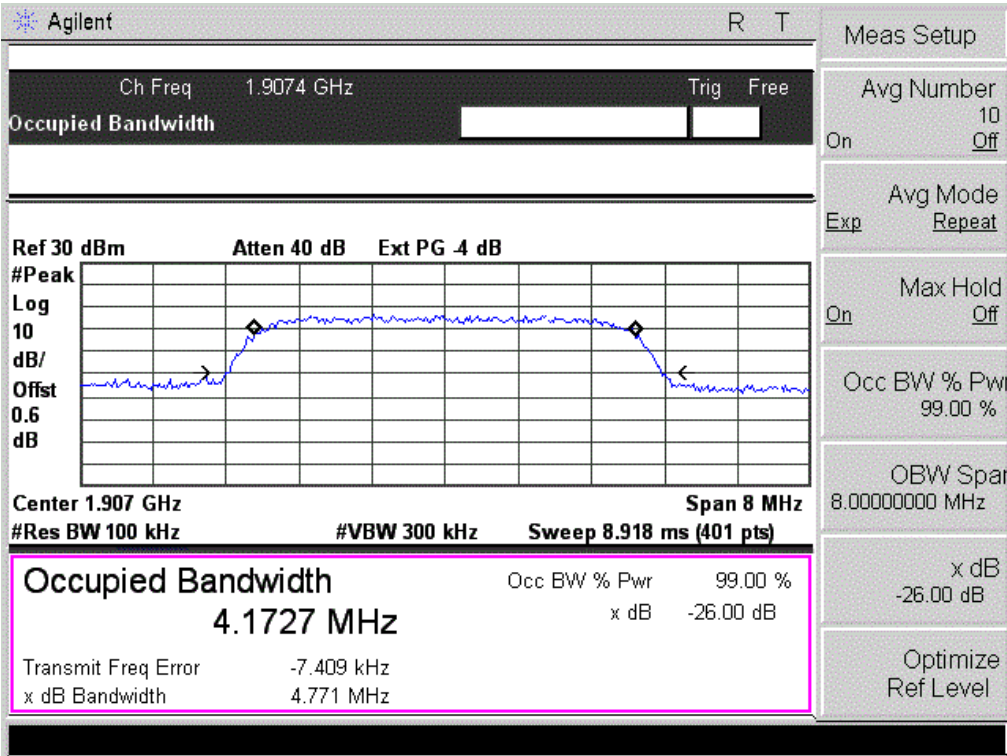 Agilent R T
Ch Freq 1.9074 GHz Trig Free
Occupied Bandwidth
Ref 30 dBm Atten 40 dB Ext PG -4 dB
#Peak
Log
10
dB/
Offst
0.6
dB
Center 1.907 GHz Span 8 MHz
#Res BW 100 kHz #VBW 300 kHz Sweep 8.918 ms (401 pts)
Occupied Bandwidth
4.1727 MHz
Occ BW % Pwr 99.00 %
x dB -26.00 dB
Transmit Freq Error -7.409 kHz
x dB Bandwidth 4.771 MHz
Meas Setup
Avg Number
10
On Off
Avg Mode
Exp Repeat
Max Hold
On Off
Occ BW % Pwr
99.00 %
OBW Span
8.00000000 MHz
x dB
-26.00 dB
Optimize
Ref Level